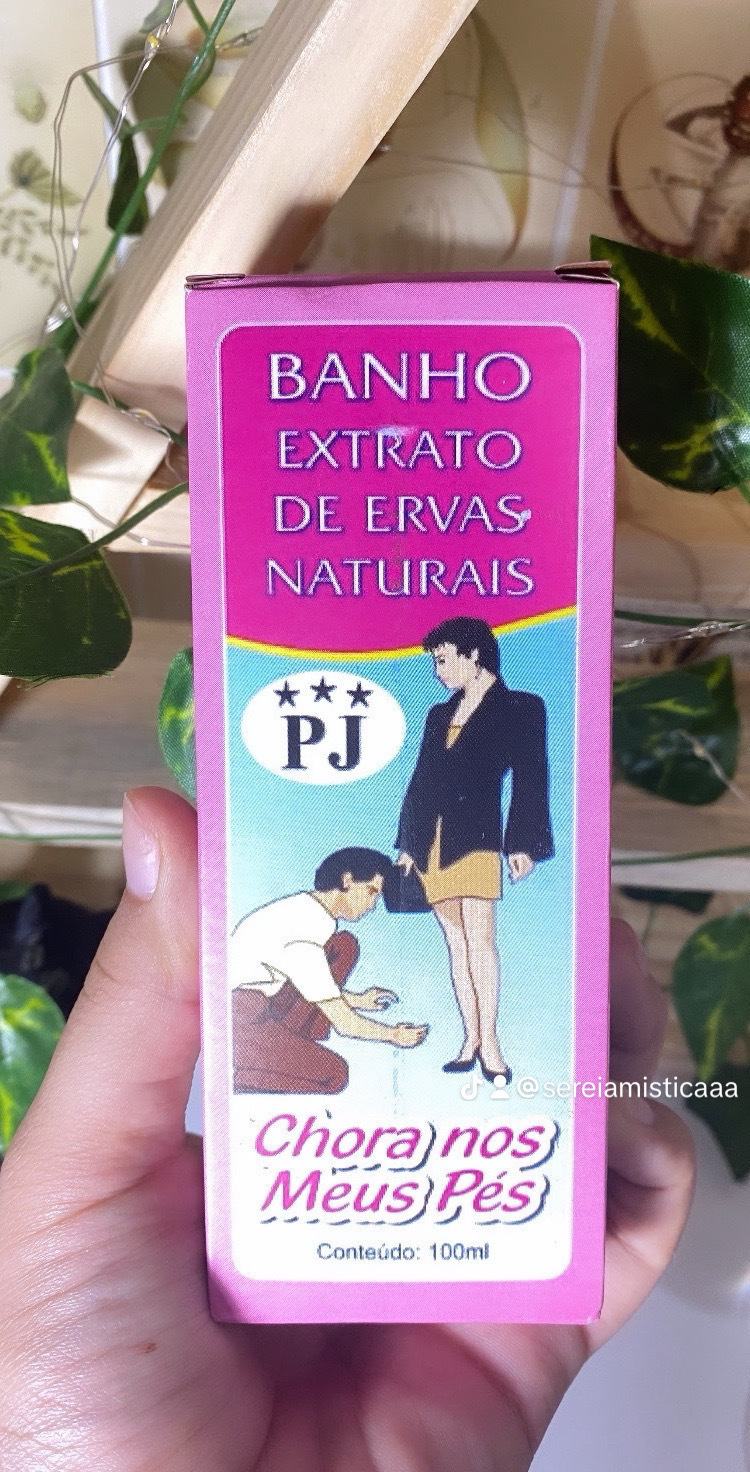 BANHO
EXTRATO
DE ERVAS
NATURAIS
PJ
@sereiamisticaaa
Chora nos
Meus Pés
Conteúdo: 100ml